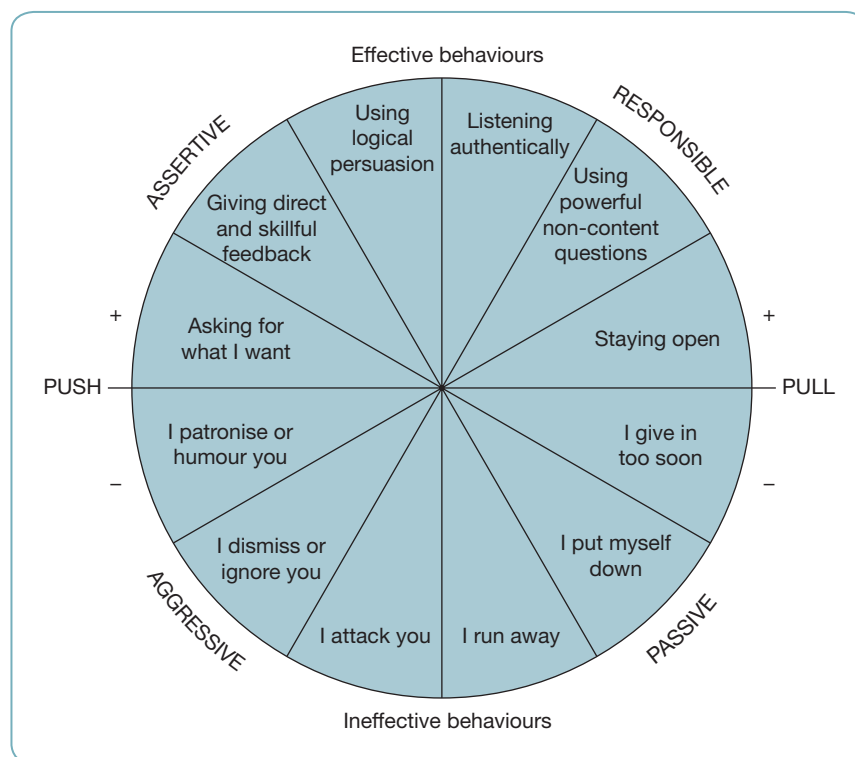 Effective behaviours
ASSERTIVE
RESPONSIBLE
Using
logical
persuasion
Listening
authentically
Giving direct
and skillful
feedback
Using
powerful
non-content
questions
+
Asking for
what I want
Staying open
+
PUSH
PULL
I patronise or
humour you
I give in
too soon
–
–
I dismiss or
ignore you
I put myself
down
AGGRESSIVE
I attack you
I run away
PASSIVE
Ineffective behaviours